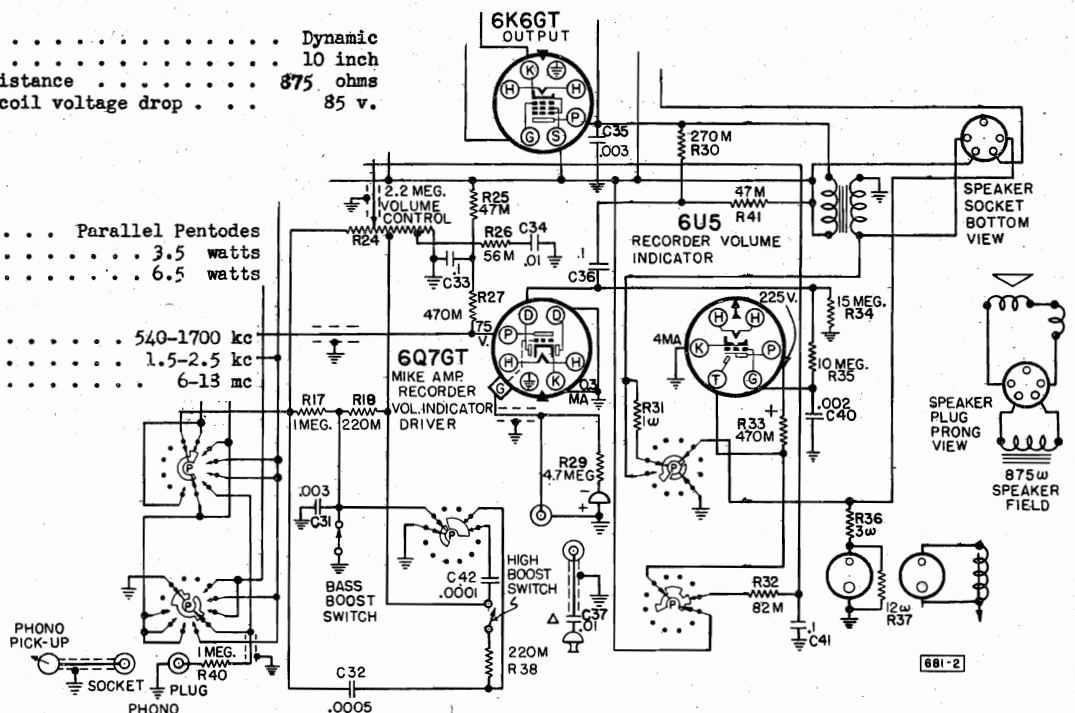 . . . . . . . . . . . . . . Dynamic
. . . . . . . . . . . . . . 10 inch
istance . . . . . . . 875 ohms
coil voltage drop . . . 85 v.
. . . Parallel Pentodes
. . . . . . . . 3.5 watts
. . . . . . . . 6.5 watts
. . . . . . . . 540-1700 kc
. . . . . . . . 1.5-2.5 kc
. . . . . . . . 6-13 mc
6K6GT
OUTPUT
K
H
H
P
G
S
C35
.003
270M
R30
SPEAKER
SOCKET
BOTTOM
VIEW
2.2 MEG.
VOLUME
CONTROL
R24
R25
47M
R26
56M
C34
.01
.1
C33
R27
470M
.1
C36
47M
R41
6U5
RECORDER VOLUME
INDICATOR
225V.
4MA
H
H
K
P
T
G
15 MEG.
R34
10 MEG.
R35
.002
C40
75
V.
6Q7GT
MIKE AMP.
RECORDER
VOL. INDICATOR
DRIVER
D
D
P
H
H
K
G
.03
MA
R29
4.7MEG
-
+
R31
1ω
P
+
R33
470M
SPEAKER
PLUG
PRONG
VIEW
875ω
SPEAKER
FIELD
R17
1MEG.
R18
220M
P
.003
C31
BASS
BOOST
SWITCH
P
C42
.0001
HIGH
BOOST
SWITCH
220M
R38
C37
.01
P
R32
82M
.1
C41
R36
3ω
12ω
R37
P
PHONO
PICK-UP
SOCKET
PLUG
PHONO
1 MEG.
R40
C32
.0005
681-2